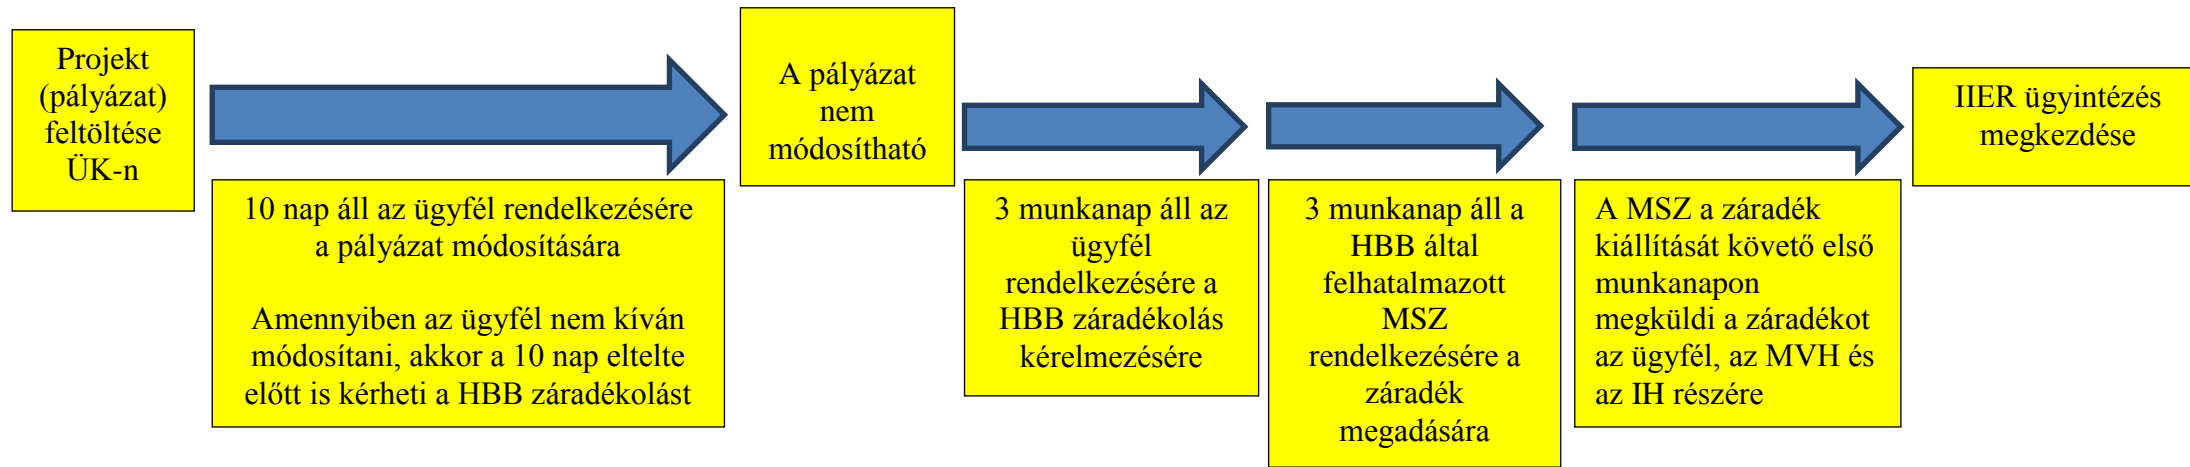 Projekt
(pályázat)
feltöltése
ÜK-n
10 nap áll az ügyfél rendelkezésére
a pályázat módosítására
Amennyiben az ügyfél nem kíván
módosítani, akkor a 10 nap eltelte
előtt is kérheti a HBB záradékolást
A pályázat
nem
módosítható
3 munkanap áll az
ügyfél
rendelkezésére a
HBB záradékolás
kérelmezésére
3 munkanap áll a
HBB által
felhatalmazott
MSZ
rendelkezésére a
záradék
megadására
A MSZ a záradék
kiállítását követő első
munkanapon
megküldi a záradékot
az ügyfél, az MVH és
az IH részére
IIER ügyintézés
megkezdése